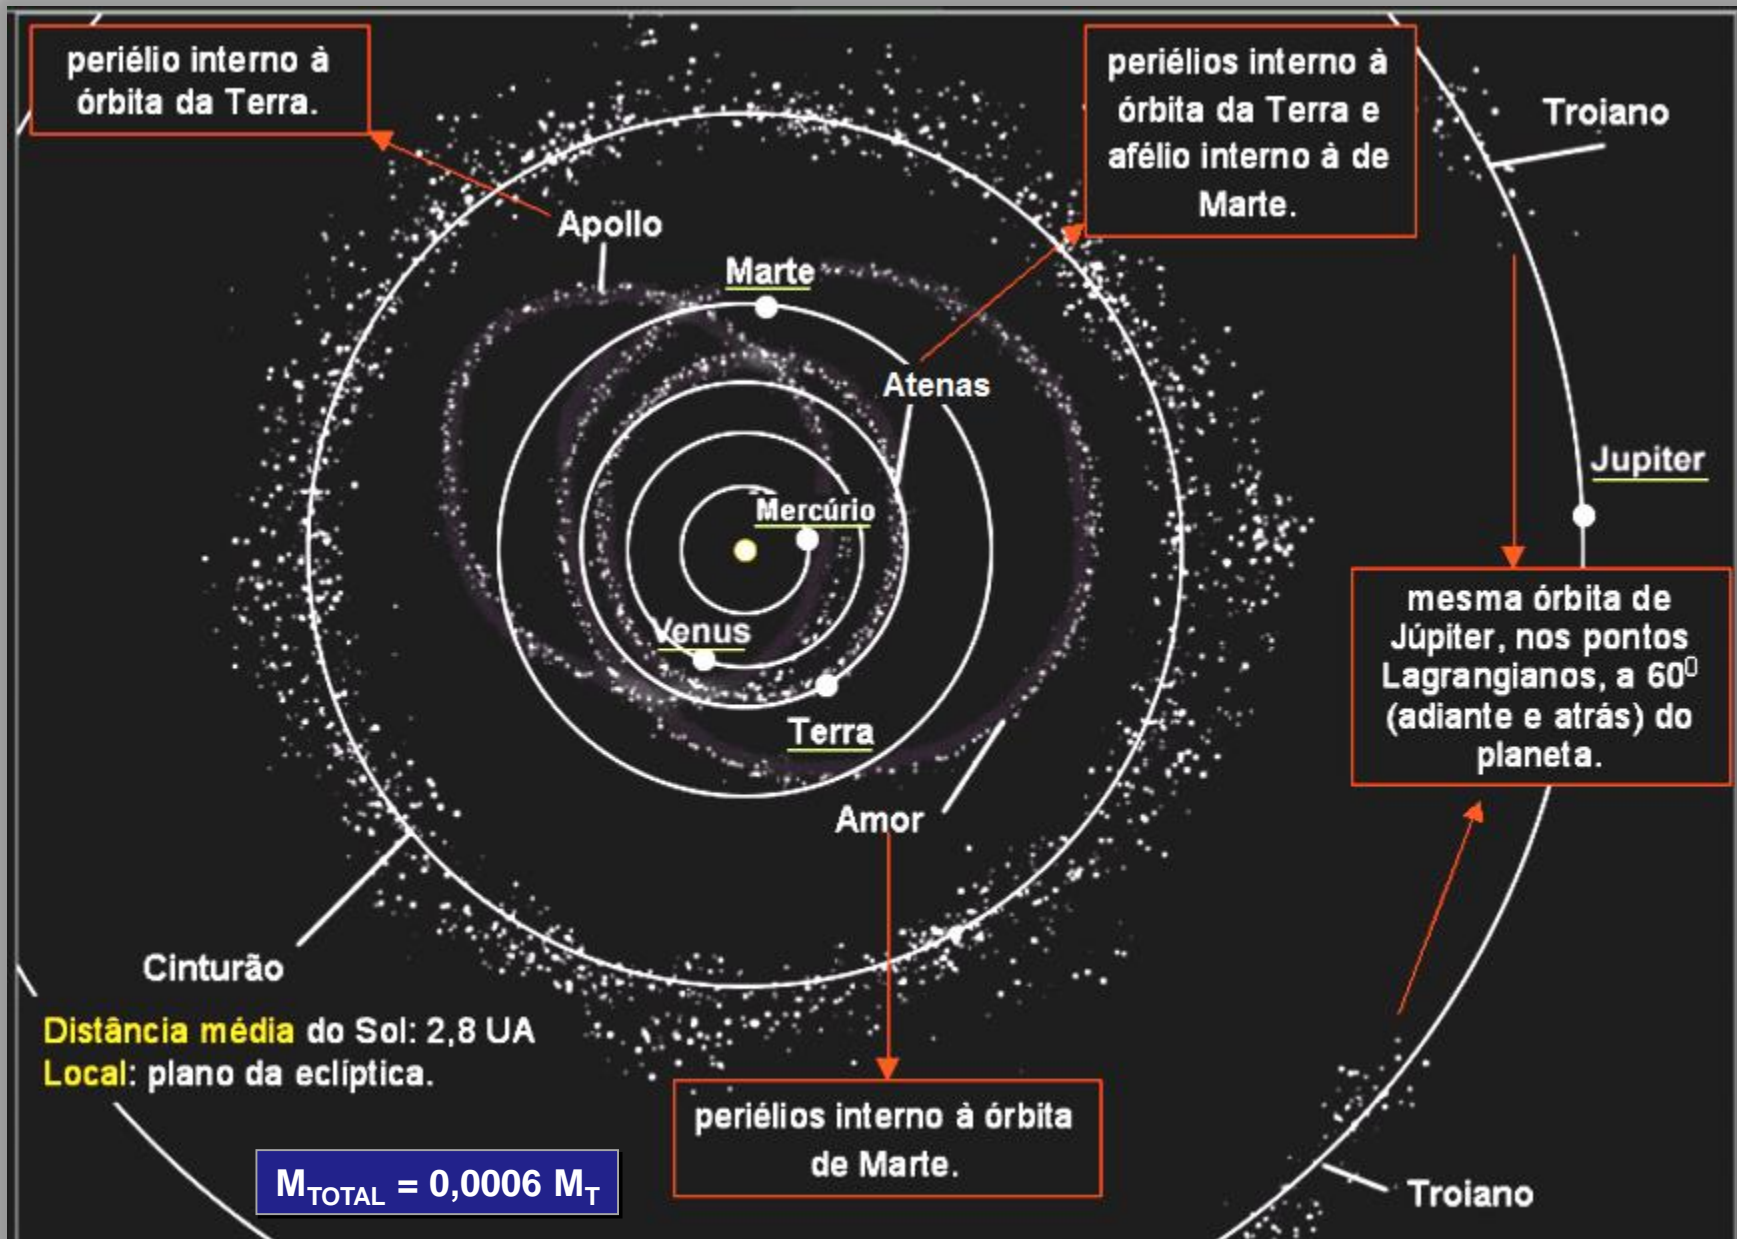 periélio interno à
órbita da Terra.
periélios interno à
órbita da Terra e
afélio interno à de
Marte.
Troiano
Apollo
Marte
Atenas
Jupiter
Mercúrio
mesma órbita de
Júpiter, nos pontos
Lagrangianos, a 60⁰
(adiante e atrás) do
planeta.
Venus
Terra
Amor
Cinturão
Distância média do Sol: 2,8 UA
Local: plano da eclíptica.
periélios interno à órbita
de Marte.
M_TOTAL = 0,0006 M_T
Troiano